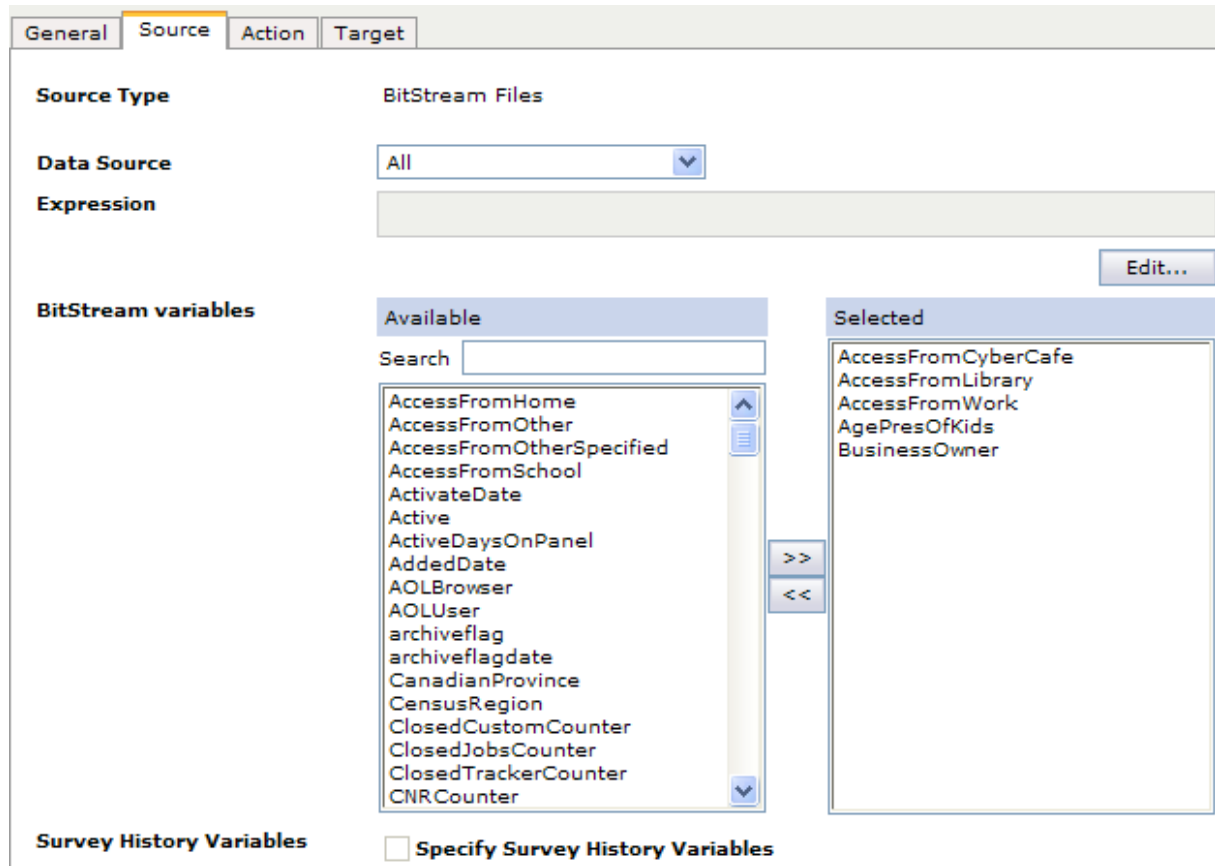 General Source Action Target
Source Type BitStream Files
Data Source All
Expression
Edit...
BitStream variables Available Selected
Search
AccessFromHome
AccessFromOther
AccessFromOtherSpecified
AccessFromSchool
ActivateDate
Active
ActiveDaysOnPanel
AddedDate
AOLBrowser
AOLUser
archiveflag
archiveflagdate
CanadianProvince
CensusRegion
ClosedCustomCounter
ClosedJobsCounter
ClosedTrackerCounter
CNRCounter
>>
<<
AccessFromCyberCafe
AccessFromLibrary
AccessFromWork
AgePresOfKids
BusinessOwner
Survey History Variables Specify Survey History Variables